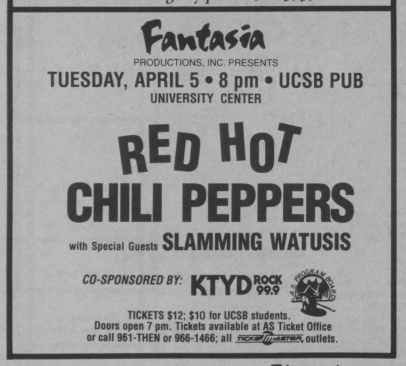 Fantasia
PRODUCTIONS, INC. PRESENTS
TUESDAY, APRIL 5 • 8 pm • UCSB PUB
UNIVERSITY CENTER
RED HOT
CHILI PEPPERS
with Special Guests SLAMMING WATUSIS
CO-SPONSORED BY: KTYD ROCK 99.9
A.S. PROGRAM BOARD
TICKETS $12; $10 for UCSB students.
Doors open 7 pm. Tickets available at AS Ticket Office
or call 961-THEN or 966-1466; all TICKETMASTER outlets.